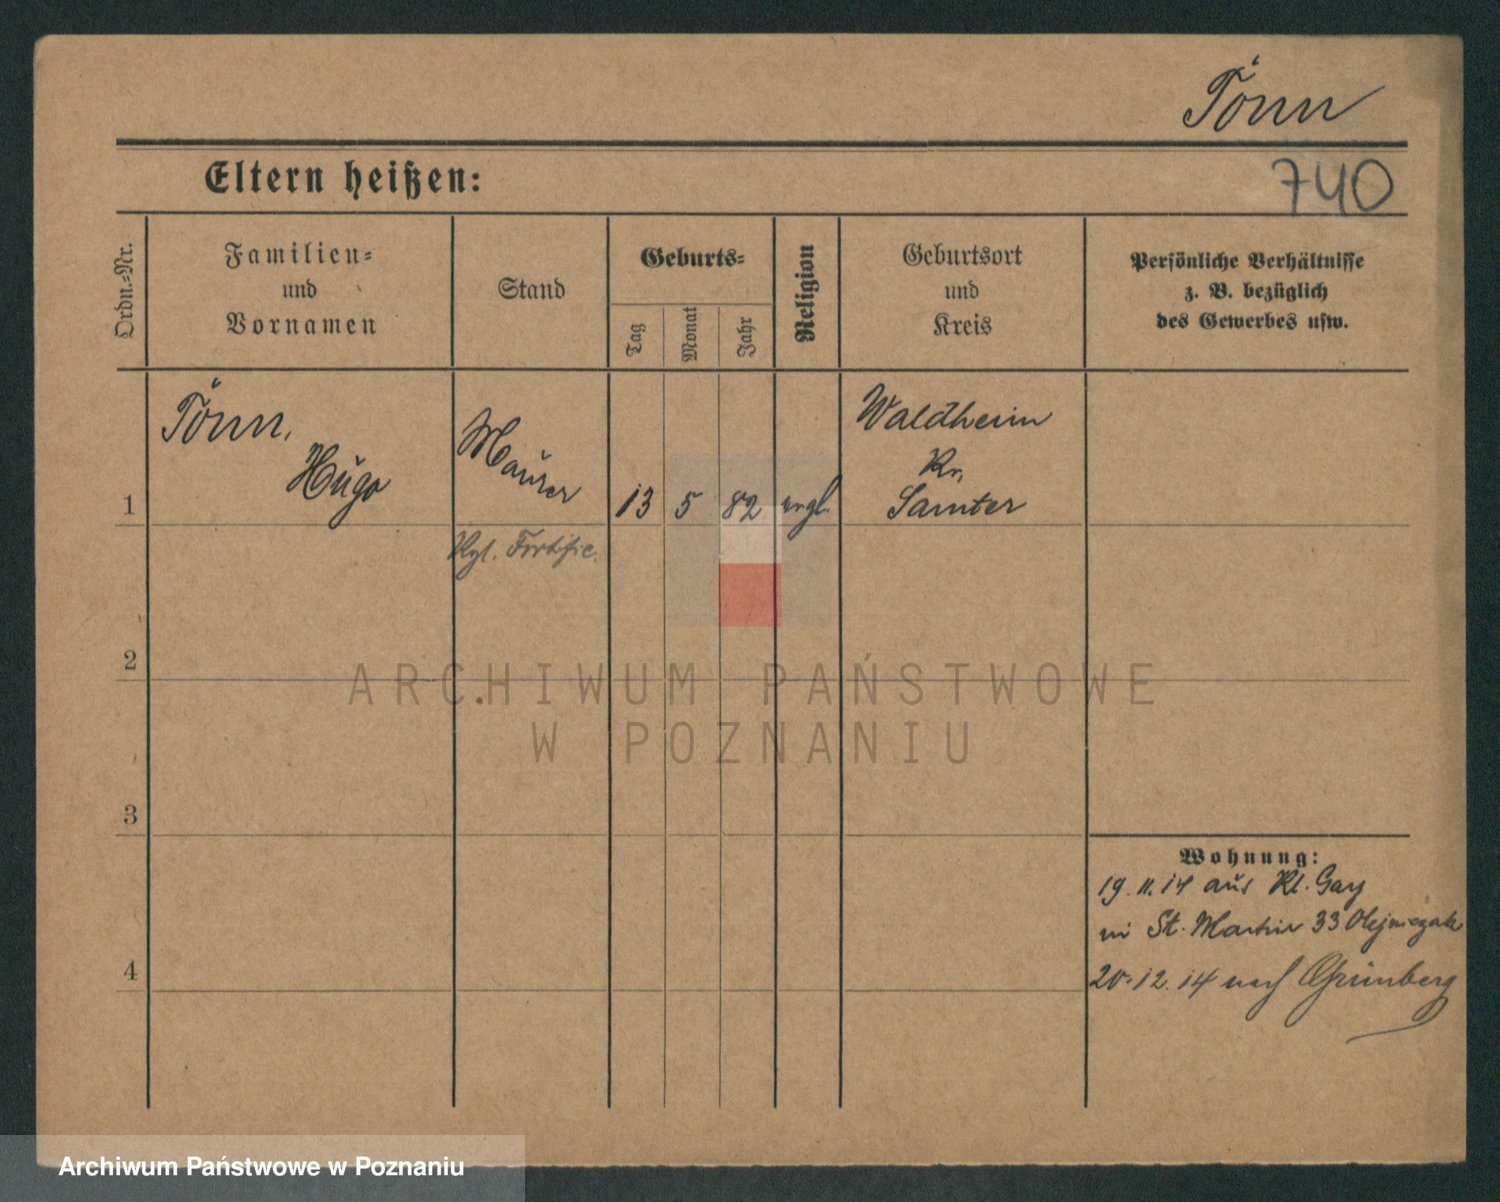 Tönn
Eltern heißen:
740
Ordn.-Nr.
Familien-
und
Vornamen
Stand
Geburts-
Tag
Monat
Jahr
Religion
Geburtsort
und
Kreis
Persönliche Verhältnisse
z. B. bezüglich
des Gewerbes usw.
1
Tönn,
Hugo
Maurer
Kgl. Fortific.
13
5
82
evgl.
Waldheim
Kr.
Samter
2
3
4
Wohnung:
19.11.14 aus Kl. Gay
St. Martin 33
20.12.14 nach Grünberg
ARCHIWUM PAŃSTWOWE
W POZNANIU
Archiwum Państwowe w Poznaniu